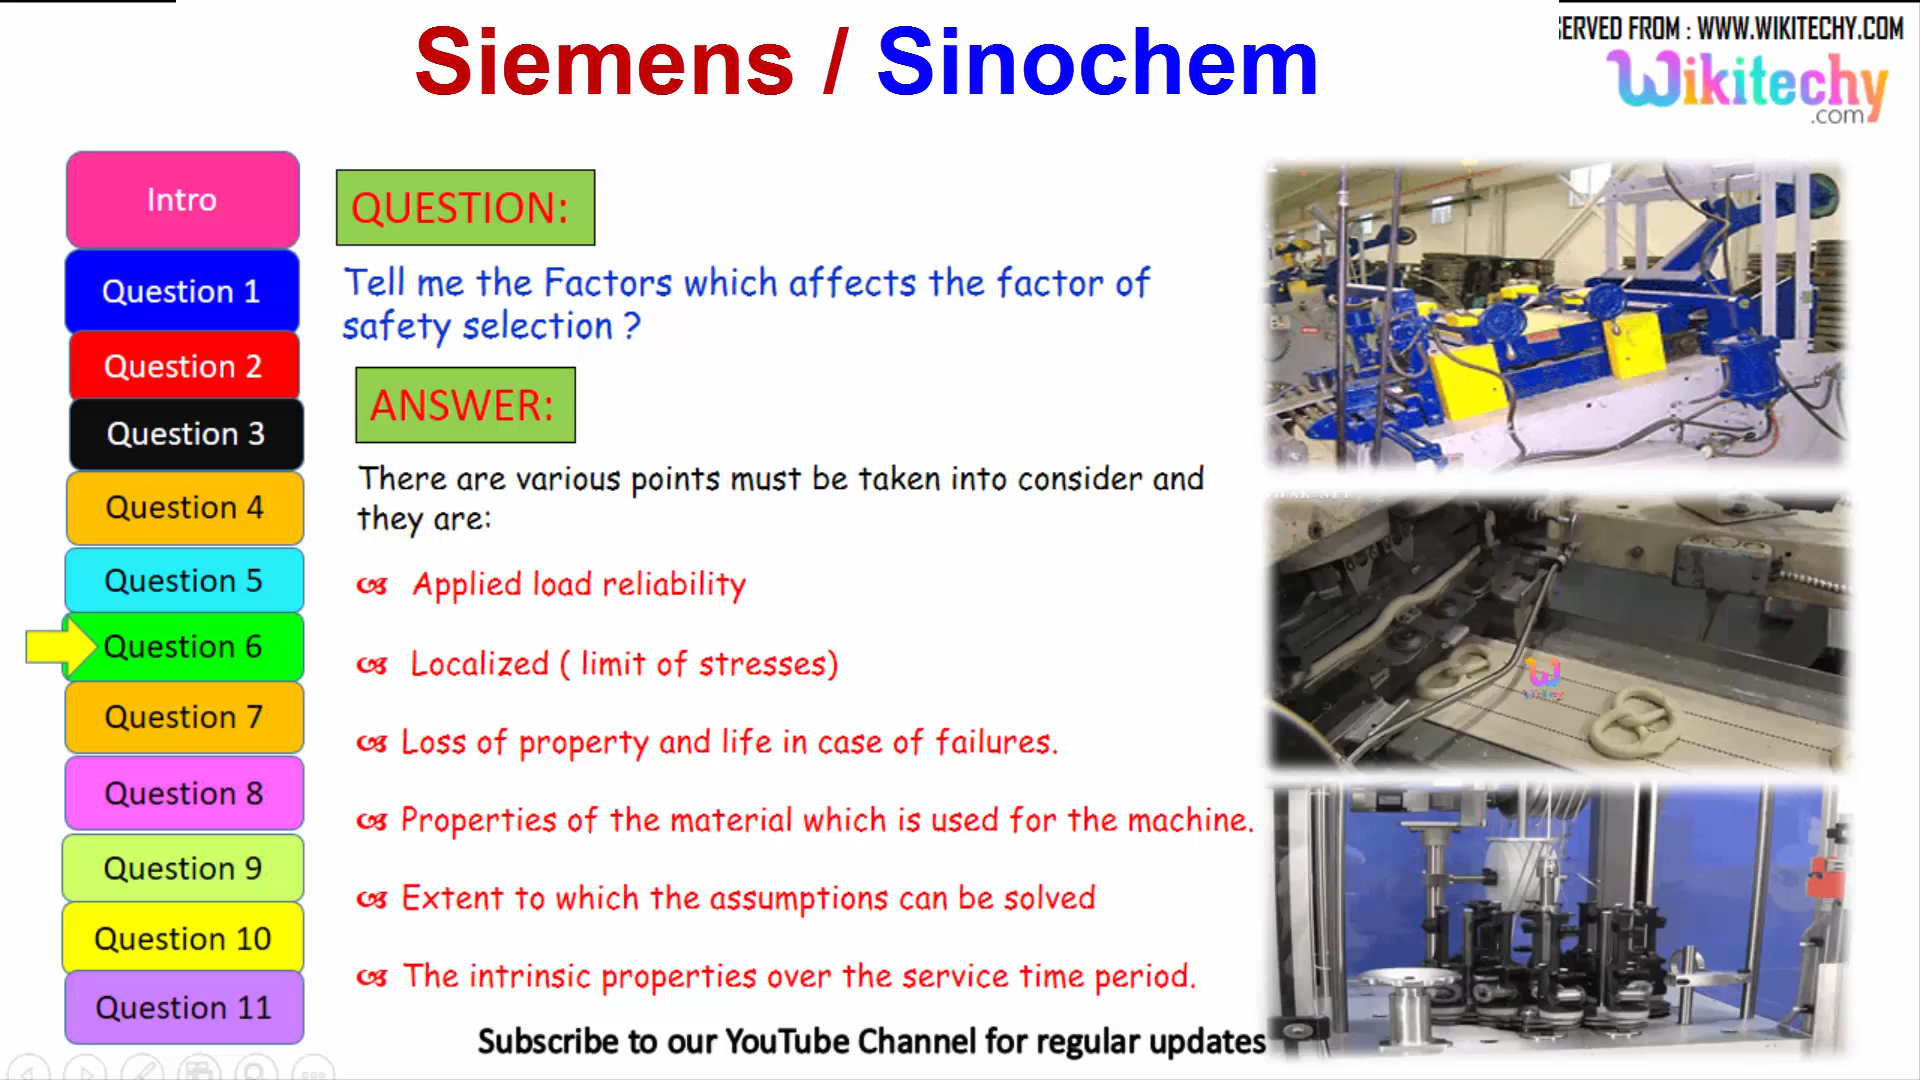 Siemens / Sinochem
SERVED FROM : WWW.WIKITECHY.COM
Wikitechy
.com
Intro
Question 1
Question 2
Question 3
Question 4
Question 5
Question 6
Question 7
Question 8
Question 9
Question 10
Question 11
QUESTION:
Tell me the Factors which affects the factor of
safety selection ?
ANSWER:
There are various points must be taken into consider and
they are:
Applied load reliability
Localized ( limit of stresses)
Loss of property and life in case of failures.
Properties of the material which is used for the machine.
Extent to which the assumptions can be solved
The intrinsic properties over the service time period.
Subscribe to our YouTube Channel for regular updates